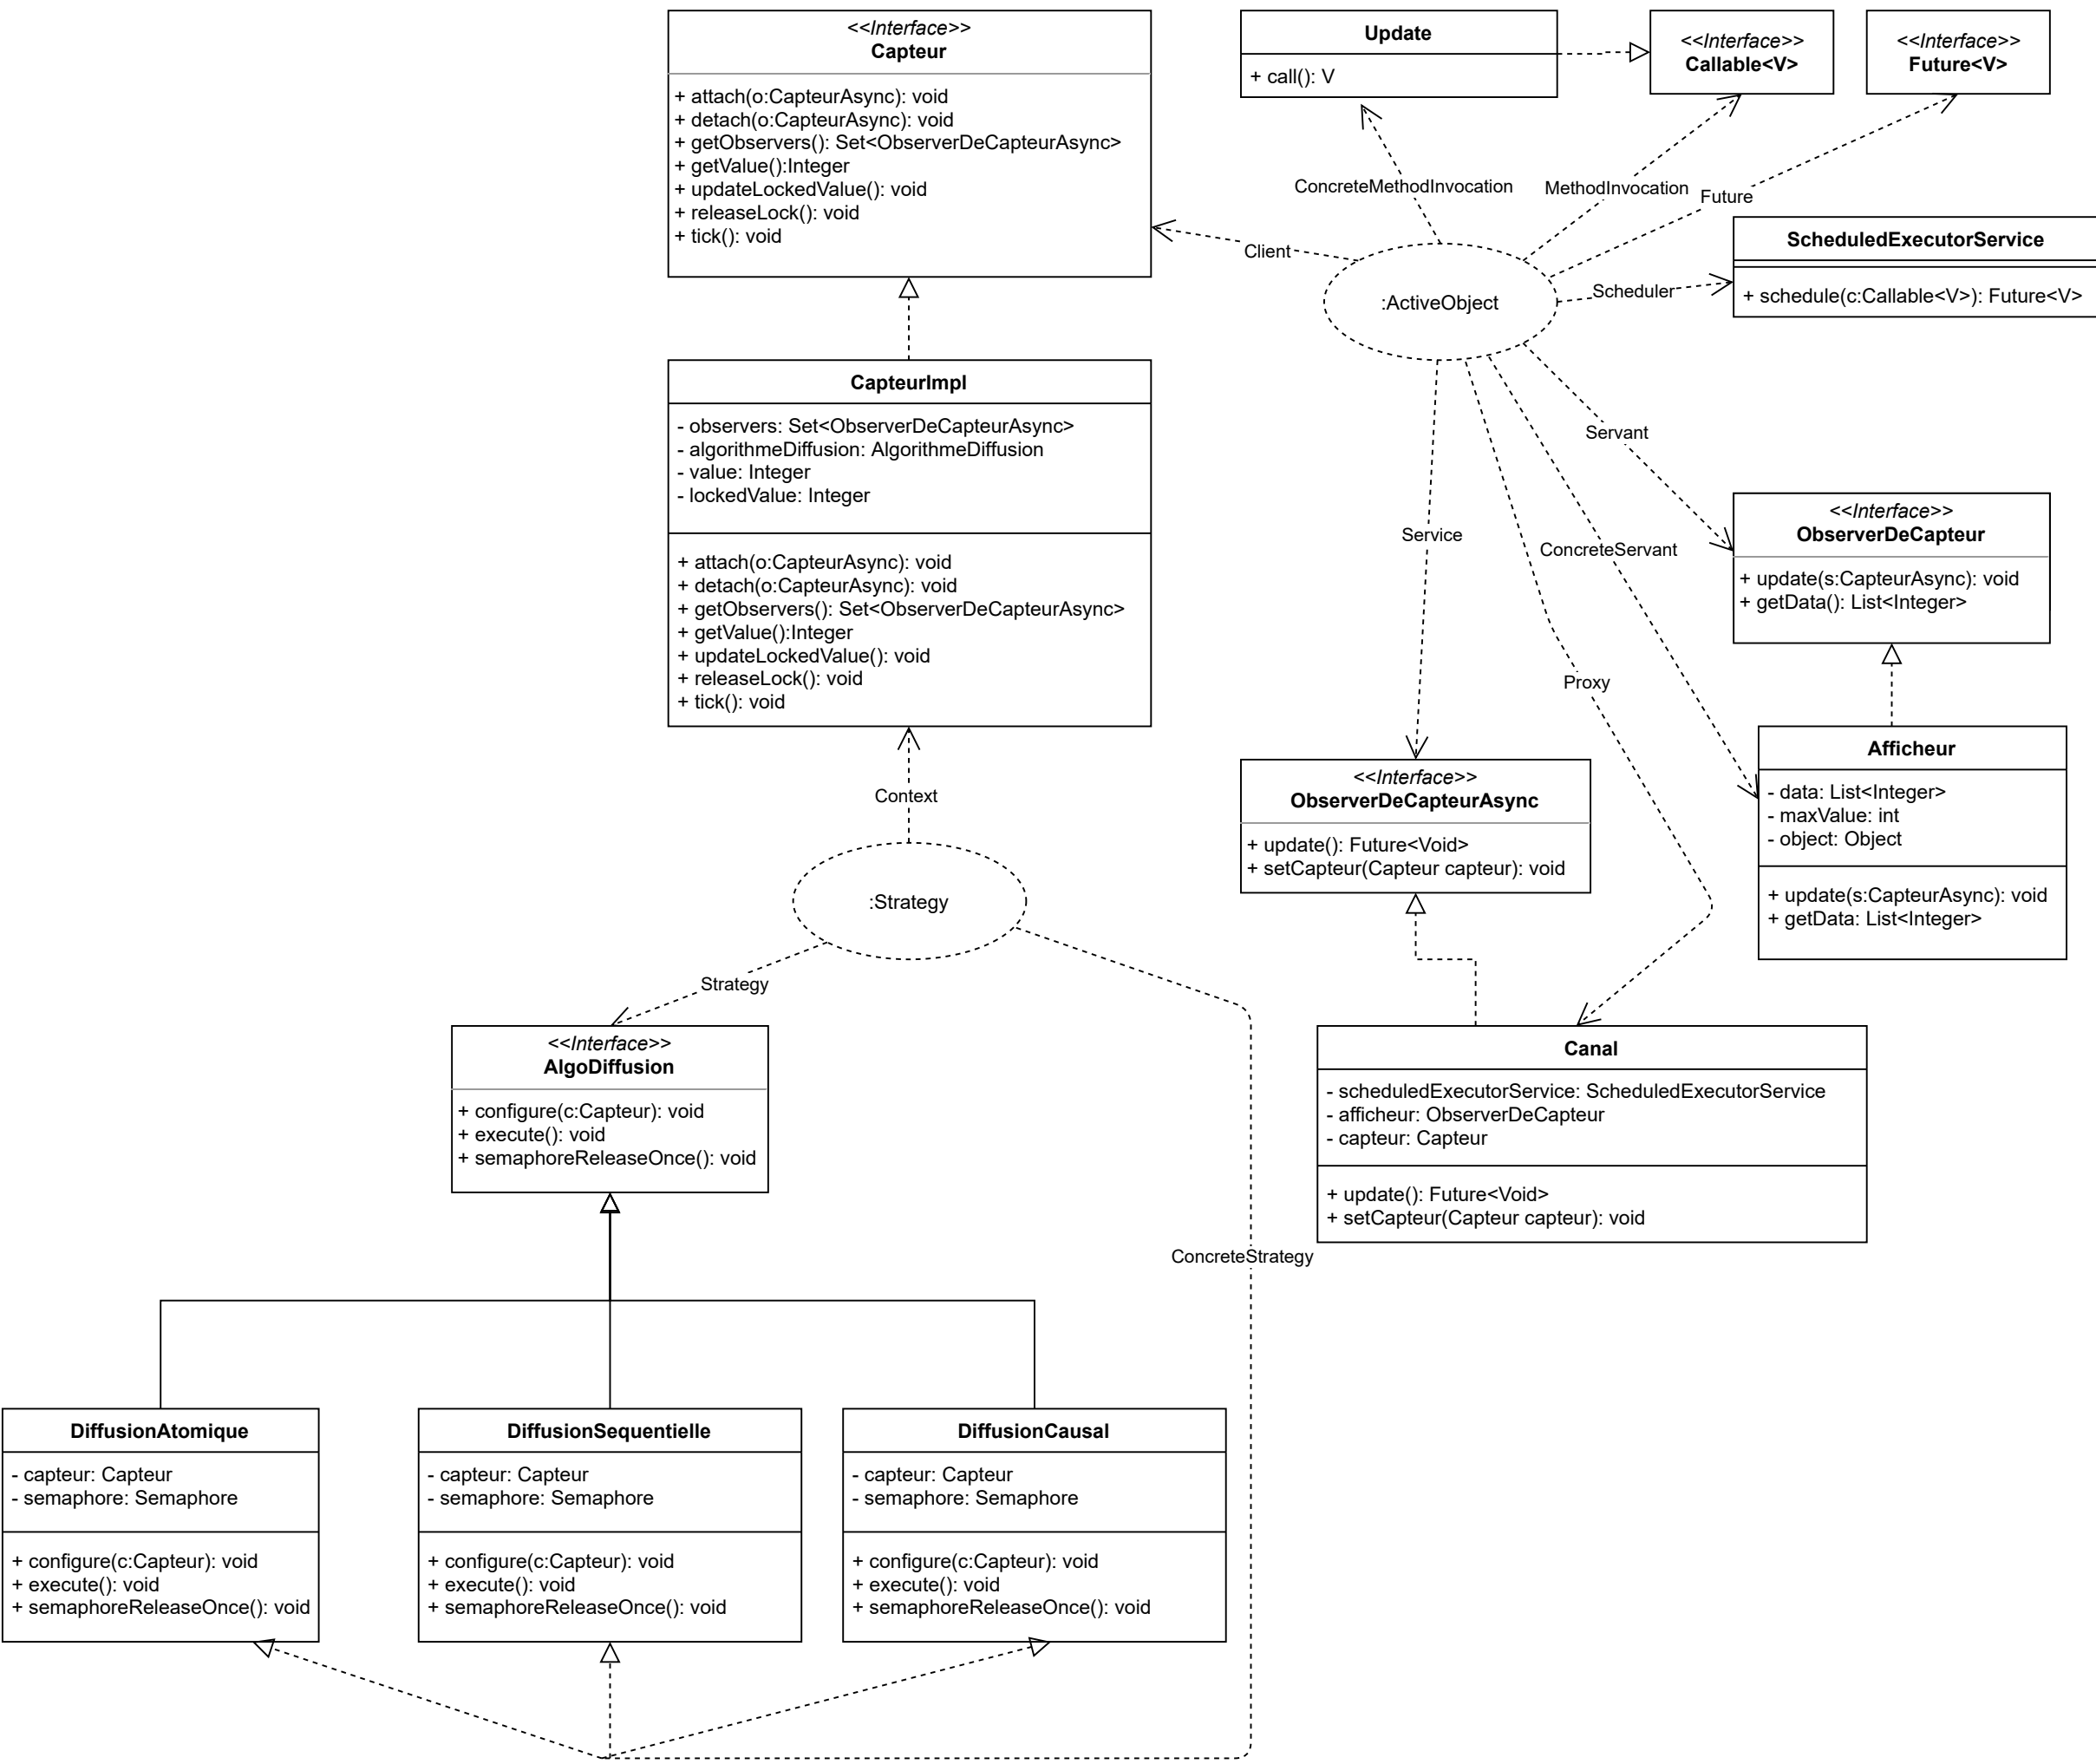 <<Interface>>
Capteur
+ attach(o:CapteurAsync): void
+ detach(o:CapteurAsync): void
+ getObservers(): Set<ObserverDeCapteurAsync>
+ getValue():Integer
+ updateLockedValue(): void
+ releaseLock(): void
+ tick(): void
Update
+ call(): V
<<Interface>>
Callable<V>
<<Interface>>
Future<V>
ConcreteMethodInvocation
MethodInvocation
Future
Client
:ActiveObject
Scheduler
ScheduledExecutorService
+ schedule(c:Callable<V>): Future<V>
CapteurImpl
- observers: Set<ObserverDeCapteurAsync>
- algorithmeDiffusion: AlgorithmeDiffusion
- value: Integer
- lockedValue: Integer
+ attach(o:CapteurAsync): void
+ detach(o:CapteurAsync): void
+ getObservers(): Set<ObserverDeCapteurAsync>
+ getValue():Integer
+ updateLockedValue(): void
+ releaseLock(): void
+ tick(): void
Servant
Service
ConcreteServant
Proxy
<<Interface>>
ObserverDeCapteur
+ update(s:CapteurAsync): void
+ getData(): List<Integer>
Afficheur
- data: List<Integer>
- maxValue: int
- object: Object
+ update(s:CapteurAsync): void
+ getData: List<Integer>
<<Interface>>
ObserverDeCapteurAsync
+ update(): Future<Void>
+ setCapteur(Capteur capteur): void
Context
:Strategy
Strategy
<<Interface>>
AlgoDiffusion
+ configure(c:Capteur): void
+ execute(): void
+ semaphoreReleaseOnce(): void
Canal
- scheduledExecutorService: ScheduledExecutorService
- afficheur: ObserverDeCapteur
- capteur: Capteur
+ update(): Future<Void>
+ setCapteur(Capteur capteur): void
ConcreteStrategy
DiffusionAtomique
- capteur: Capteur
- semaphore: Semaphore
+ configure(c:Capteur): void
+ execute(): void
+ semaphoreReleaseOnce(): void
DiffusionSequentielle
- capteur: Capteur
- semaphore: Semaphore
+ configure(c:Capteur): void
+ execute(): void
+ semaphoreReleaseOnce(): void
DiffusionCausal
- capteur: Capteur
- semaphore: Semaphore
+ configure(c:Capteur): void
+ execute(): void
+ semaphoreReleaseOnce(): void